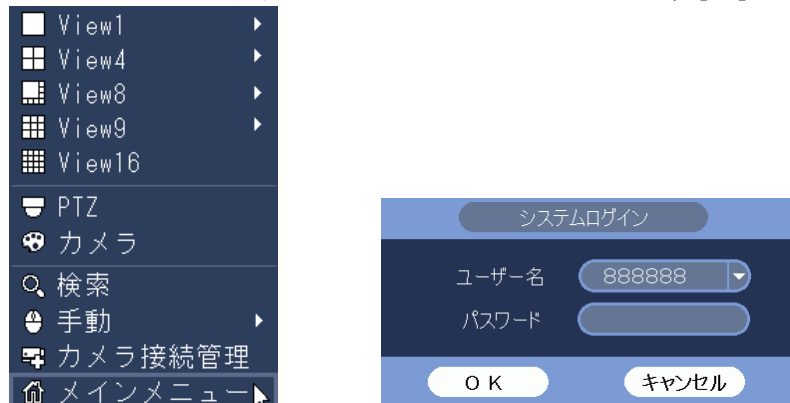 View1
View4
View8
View9
View16
PTZ
カメラ
検索
手動
カメラ接続管理
メインメニュー
システムログイン
ユーザー名 888888
パスワード
OK キャンセル